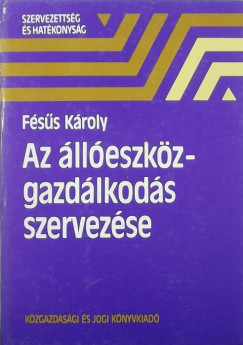 SZERVEZETTSÉG
ÉS HATÉKONYSÁG
Fésűs Károly
Az állóeszköz-
gazdálkodás
szervezése
KÖZGAZDASÁGI ÉS JOGI KÖNYVKIADÓ